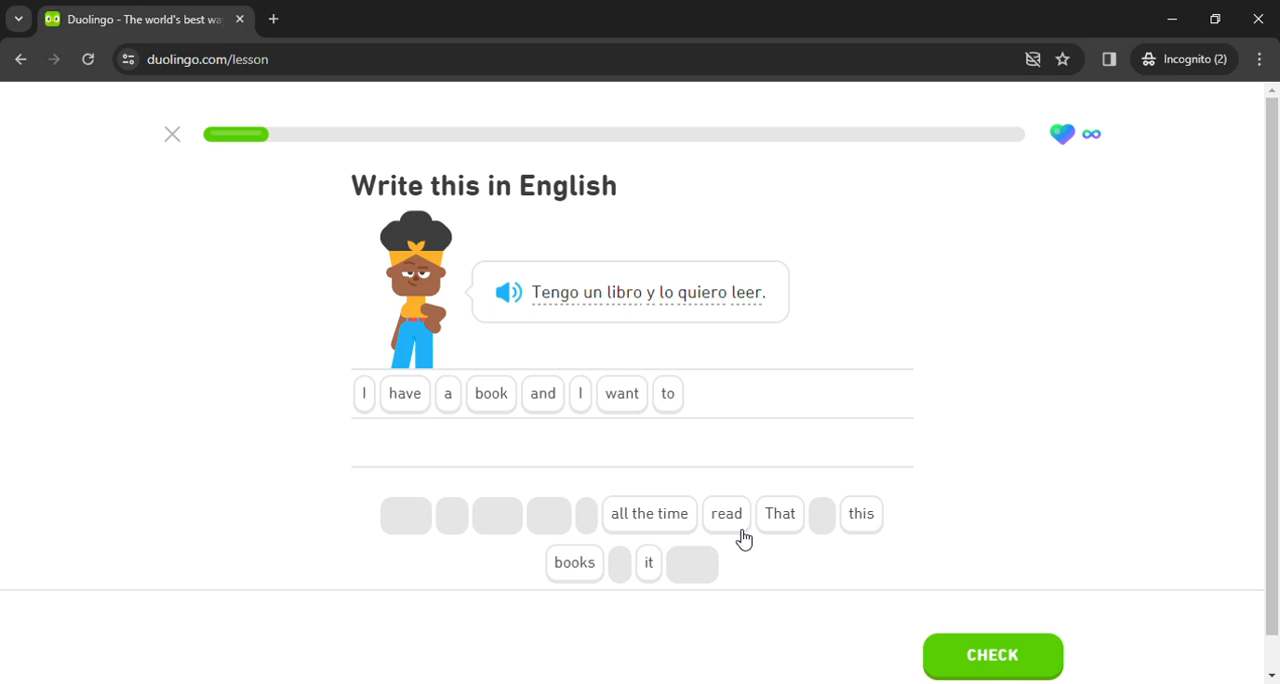 Duolingo - The world's best wa
duolingo.com/lesson
Incognito (2)
Write this in English
Tengo un libro y lo quiero leer.
I have a book and I want to
all the time read That this
books it
CHECK